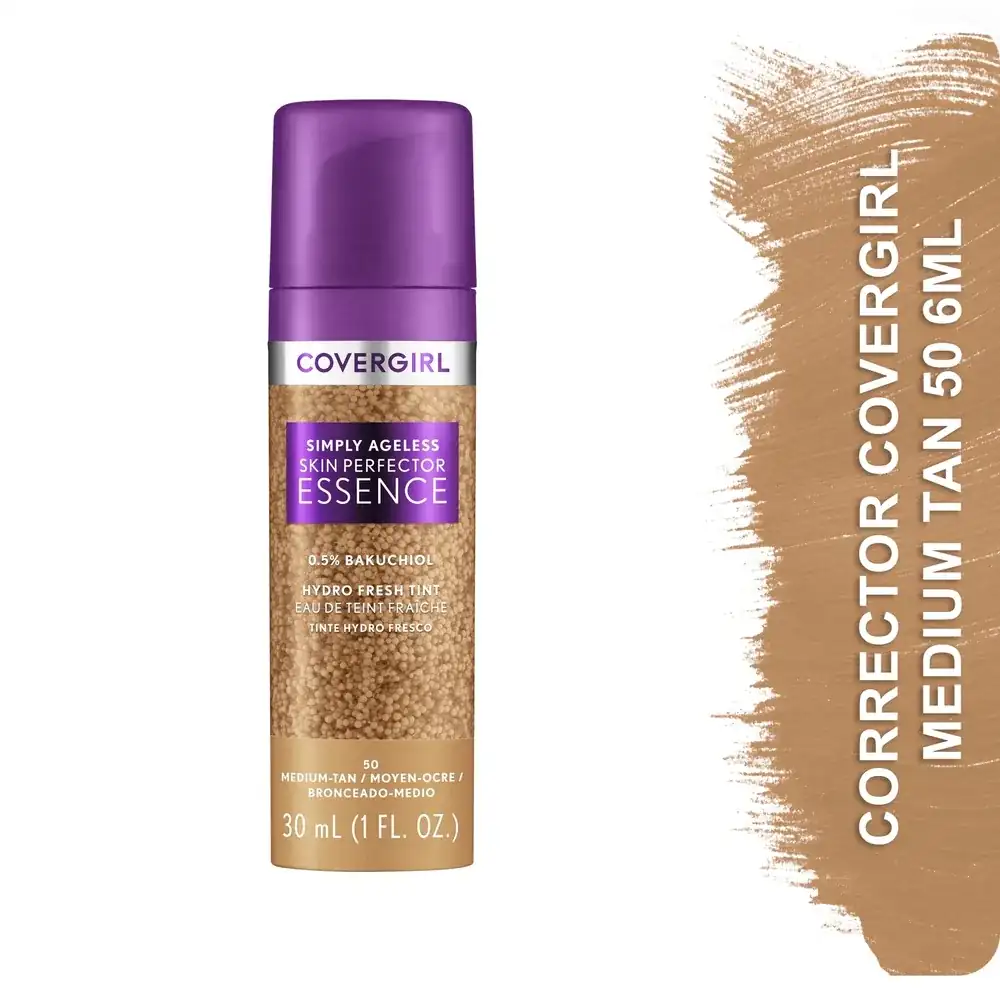 COVERGIRL
SIMPLY AGELESS
SKIN PERFECTOR
ESSENCE
0.5% BAKUCHIOL
HYDRO FRESH TINT
EAU DE TEINT FRAÎCHE
TINTE HYDRO FRESCO
50
MEDIUM-TAN / MOYEN-OCRE /
BRONCEADO-MEDIO
30 mL (1 FL. OZ.)
CORRECTOR COVERGIRL
MEDIUM TAN 50 6ML